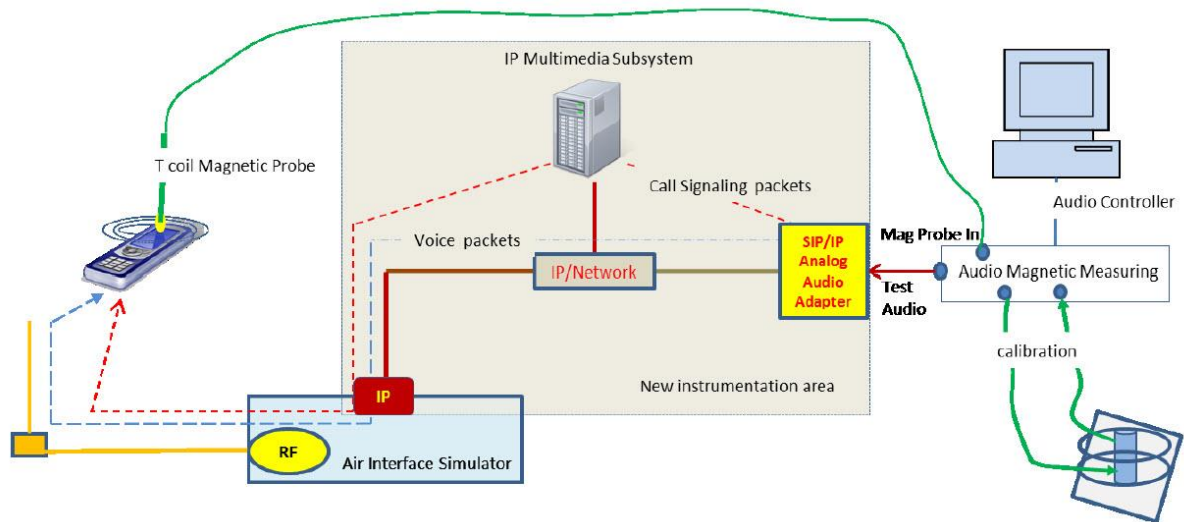 IP Multimedia Subsystem
T coil Magnetic Probe
Call Signaling packets
Audio Controller
Voice packets
Mag Probe In
SIP/IP
Analog
Audio
Adapter
IP/Network
Audio Magnetic Measuring
Test
Audio
calibration
New instrumentation area
IP
RF
Air Interface Simulator